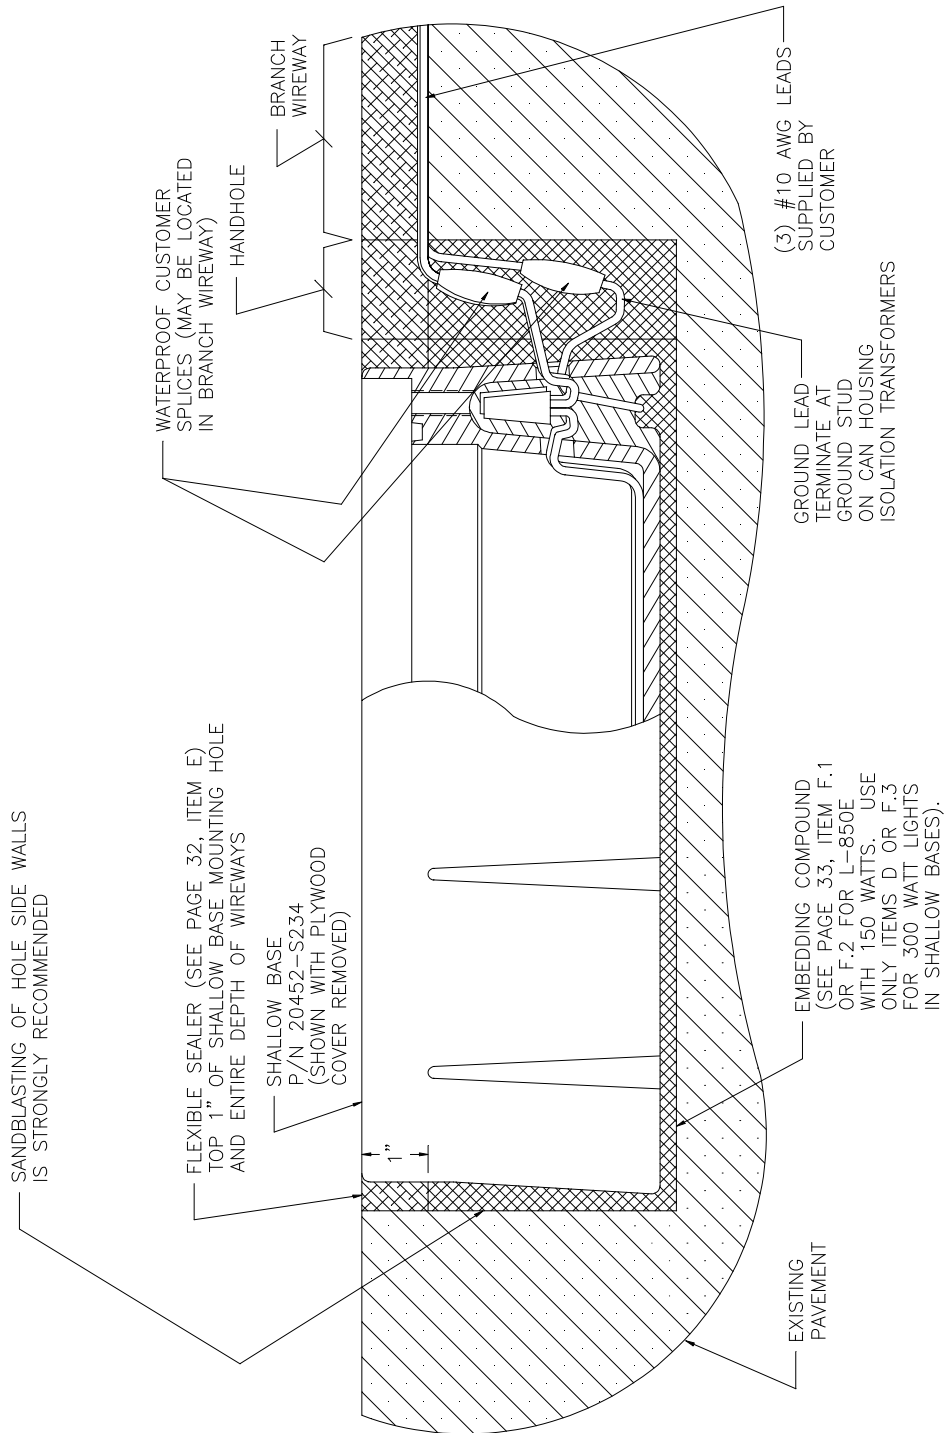 SANDBLASTING OF HOLE SIDE WALLS
IS STRONGLY RECOMMENDED
FLEXIBLE SEALER (SEE PAGE 32, ITEM E)
TOP 1" OF SHALLOW BASE MOUNTING HOLE
AND ENTIRE DEPTH OF WIREWAYS
SHALLOW BASE
P/N 20452-S234
(SHOWN WITH PLYWOOD
COVER REMOVED)
WATERPROOF CUSTOMER
SPLICES (MAY BE LOCATED
IN BRANCH WIREWAY)
HANDHOLE
BRANCH
WIREWAY
1"
EXISTING
PAVEMENT
EMBEDDING COMPOUND
(SEE PAGE 33, ITEM F.1
OR F.2 FOR L-850E
WITH 150 WATTS. USE
ONLY ITEMS D OR F.3
FOR 300 WATT LIGHTS
IN SHALLOW BASES).
GROUND LEAD
TERMINATE AT
GROUND STUD
ON CAN HOUSING
ISOLATION TRANSFORMERS
(3) #10 AWG LEADS
SUPPLIED BY
CUSTOMER